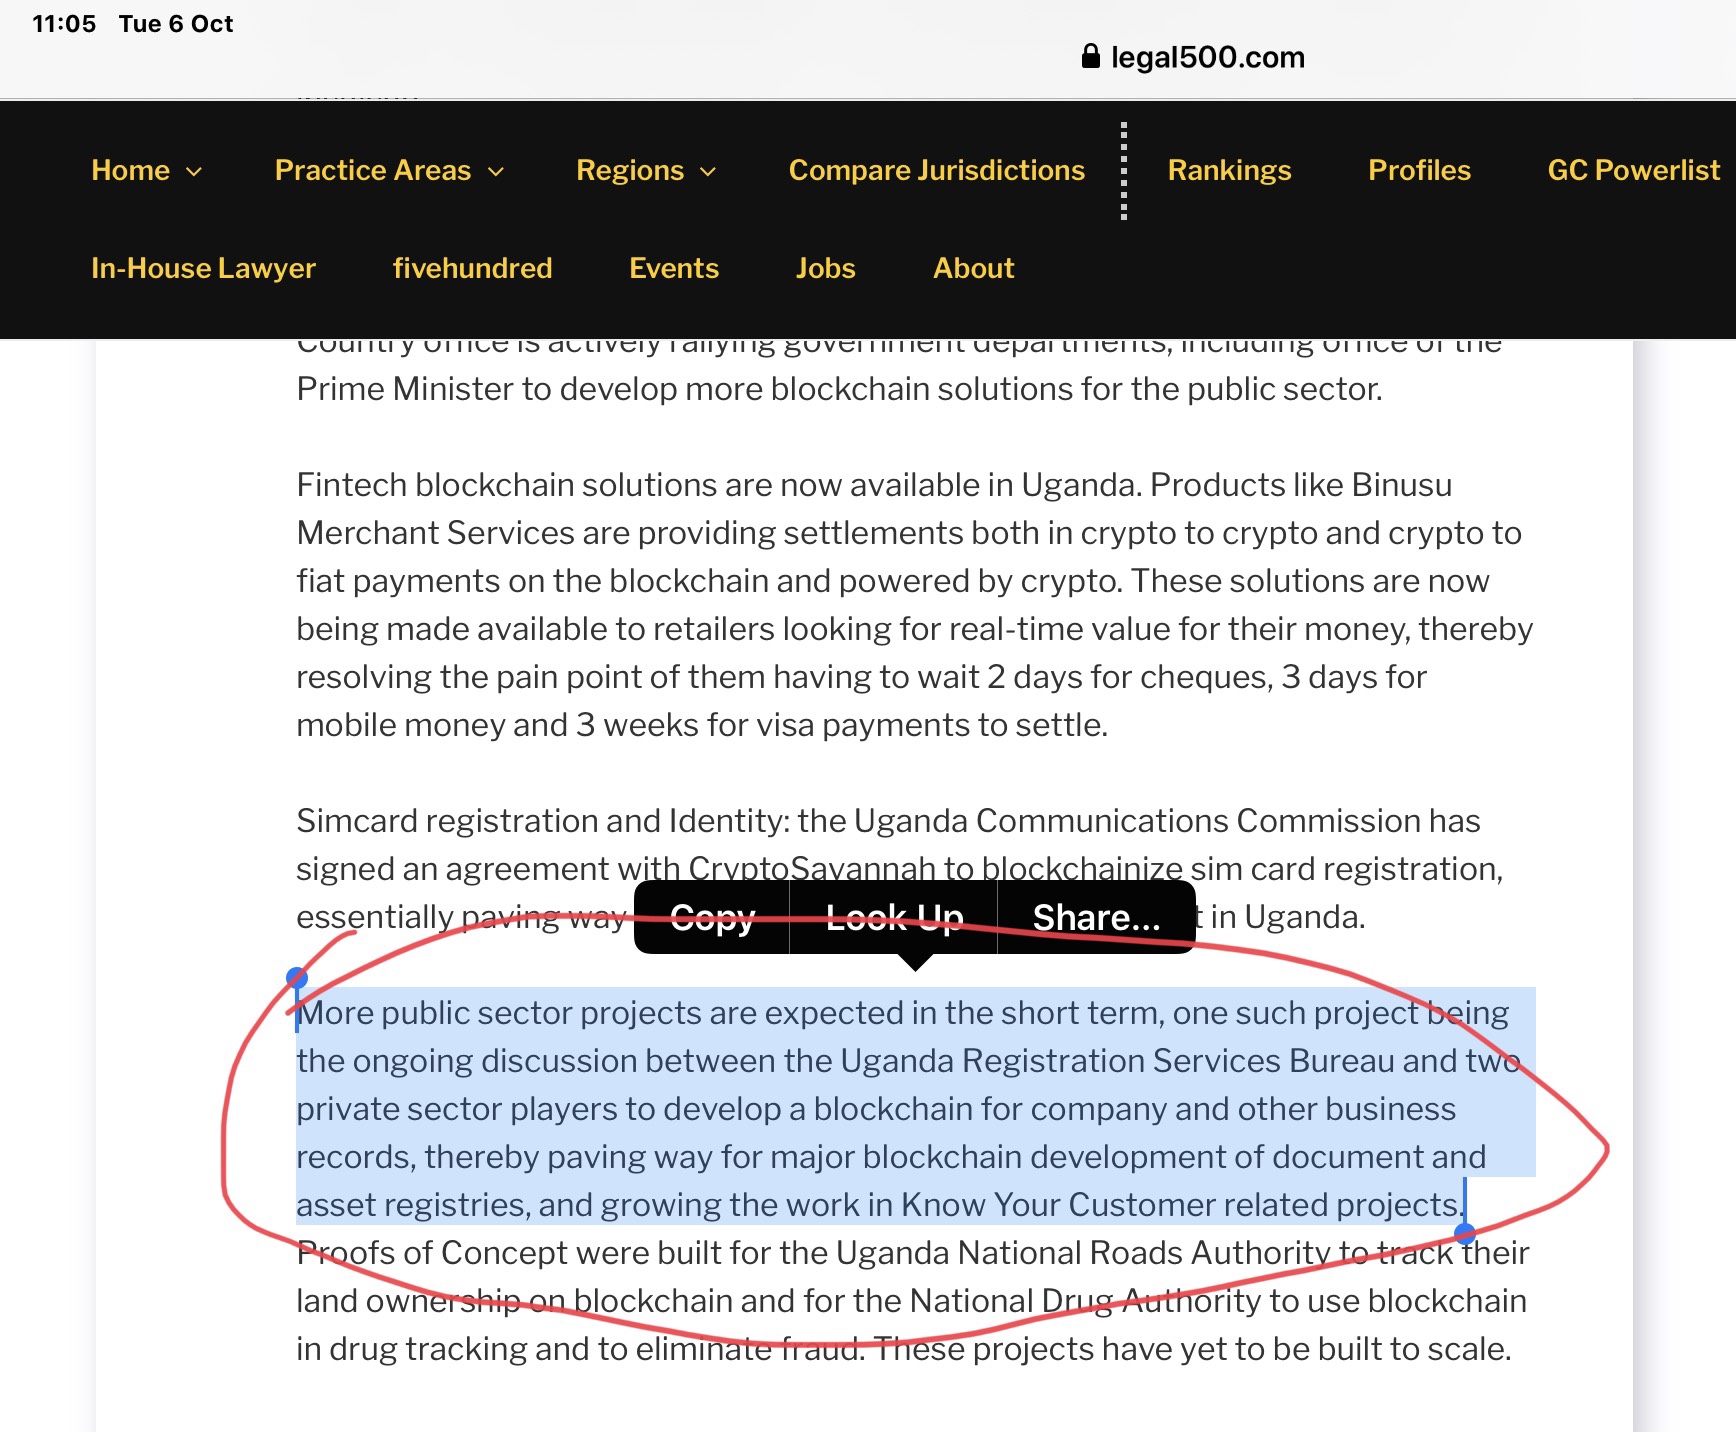 11:05 Tue 6 Oct
legal500.com
Home Practice Areas Regions Compare Jurisdictions Rankings Profiles GC Powerlist
In-House Lawyer fivehundred Events Jobs About
Country office is actively rallying government departments, including office of the
Prime Minister to develop more blockchain solutions for the public sector.
Fintech blockchain solutions are now available in Uganda. Products like Binusu
Merchant Services are providing settlements both in crypto to crypto and crypto to
fiat payments on the blockchain and powered by crypto. These solutions are now
being made available to retailers looking for real-time value for their money, thereby
resolving the pain point of them having to wait 2 days for cheques, 3 days for
mobile money and 3 weeks for visa payments to settle.
Simcard registration and Identity: the Uganda Communications Commission has
signed an agreement with CryptoSavannah to blockchainize sim card registration,
essentially paving way Copy Look Up Share... t in Uganda.
More public sector projects are expected in the short term, one such project being
the ongoing discussion between the Uganda Registration Services Bureau and two
private sector players to develop a blockchain for company and other business
records, thereby paving way for major blockchain development of document and
asset registries, and growing the work in Know Your Customer related projects.
Proofs of Concept were built for the Uganda National Roads Authority to track their
land ownership on blockchain and for the National Drug Authority to use blockchain
in drug tracking and to eliminate fraud. These projects have yet to be built to scale.